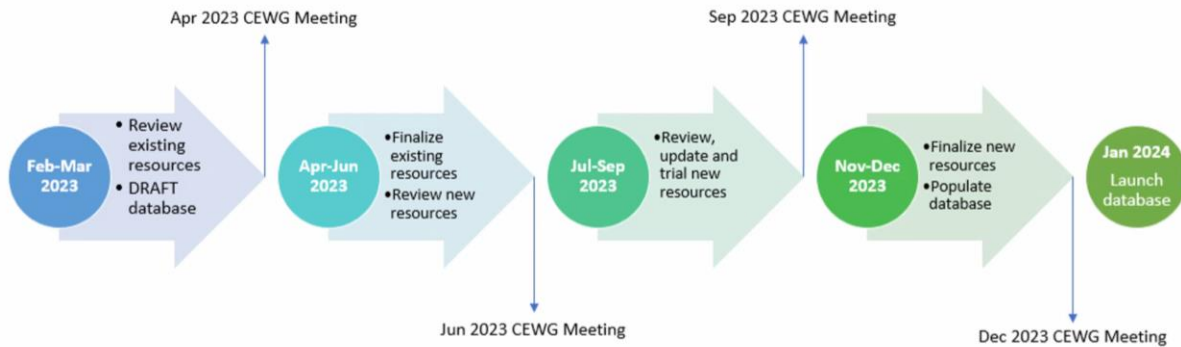 Apr 2023 CEWG Meeting
Sep 2023 CEWG Meeting
Feb-Mar
2023
• Review
existing
resources
• DRAFT
database
Apr-Jun
2023
•Finalize
existing
resources
•Review new
resources
Jul-Sep
2023
•Review,
update and
trial new
resources
Nov-Dec
2023
•Finalize new
resources
•Populate
database
Jan 2024
Launch
database
Jun 2023 CEWG Meeting
Dec 2023 CEWG Meeting